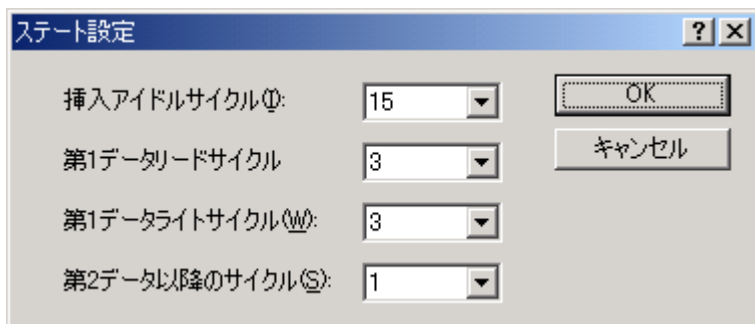 ステート設定
挿入アイドルサイクル(I): 15
第1データリードサイクル 3
第1データライトサイクル(W): 3
第2データ以降のサイクル(S): 1
OK
キャンセル